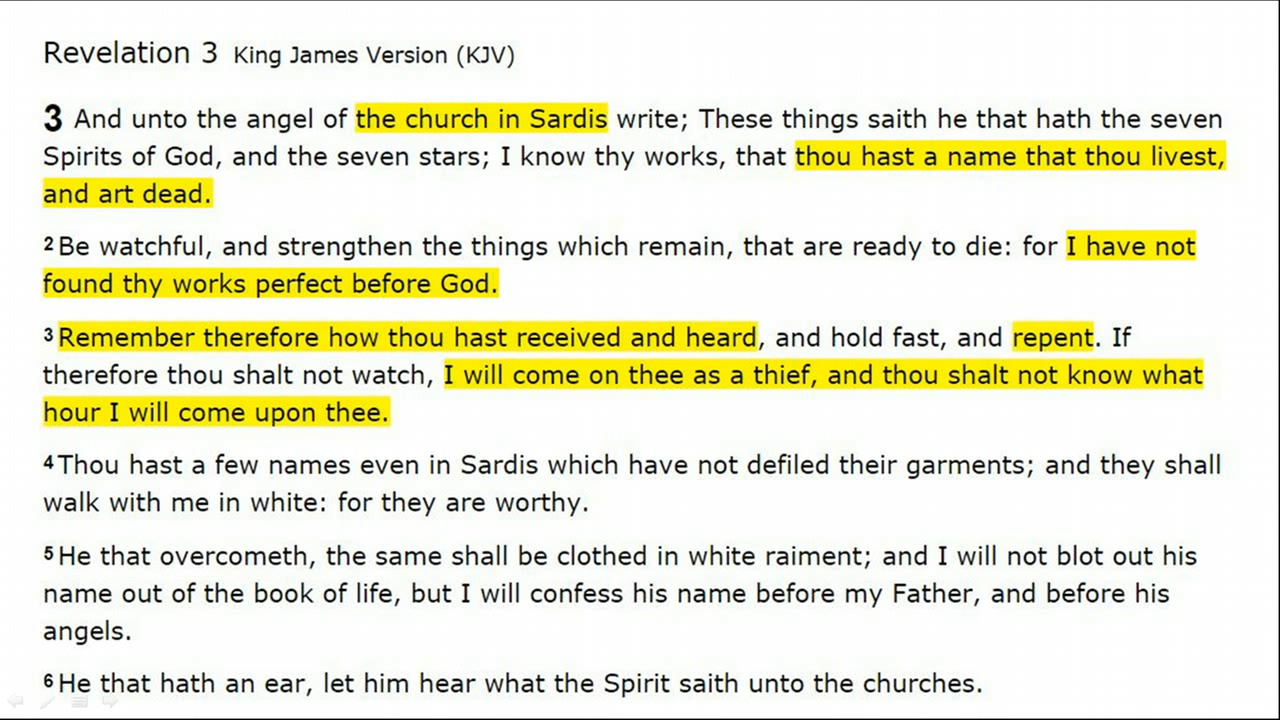 Revelation 3 King James Version (KJV)
3 And unto the angel of the church in Sardis write; These things saith he that hath the seven
Spirits of God, and the seven stars; I know thy works, that thou hast a name that thou livest,
and art dead.
2 Be watchful, and strengthen the things which remain, that are ready to die: for I have not
found thy works perfect before God.
3 Remember therefore how thou hast received and heard, and hold fast, and repent. If
therefore thou shalt not watch, I will come on thee as a thief, and thou shalt not know what
hour I will come upon thee.
4 Thou hast a few names even in Sardis which have not defiled their garments; and they shall
walk with me in white: for they are worthy.
5 He that overcometh, the same shall be clothed in white raiment; and I will not blot out his
name out of the book of life, but I will confess his name before my Father, and before his
angels.
6 He that hath an ear, let him hear what the Spirit saith unto the churches.